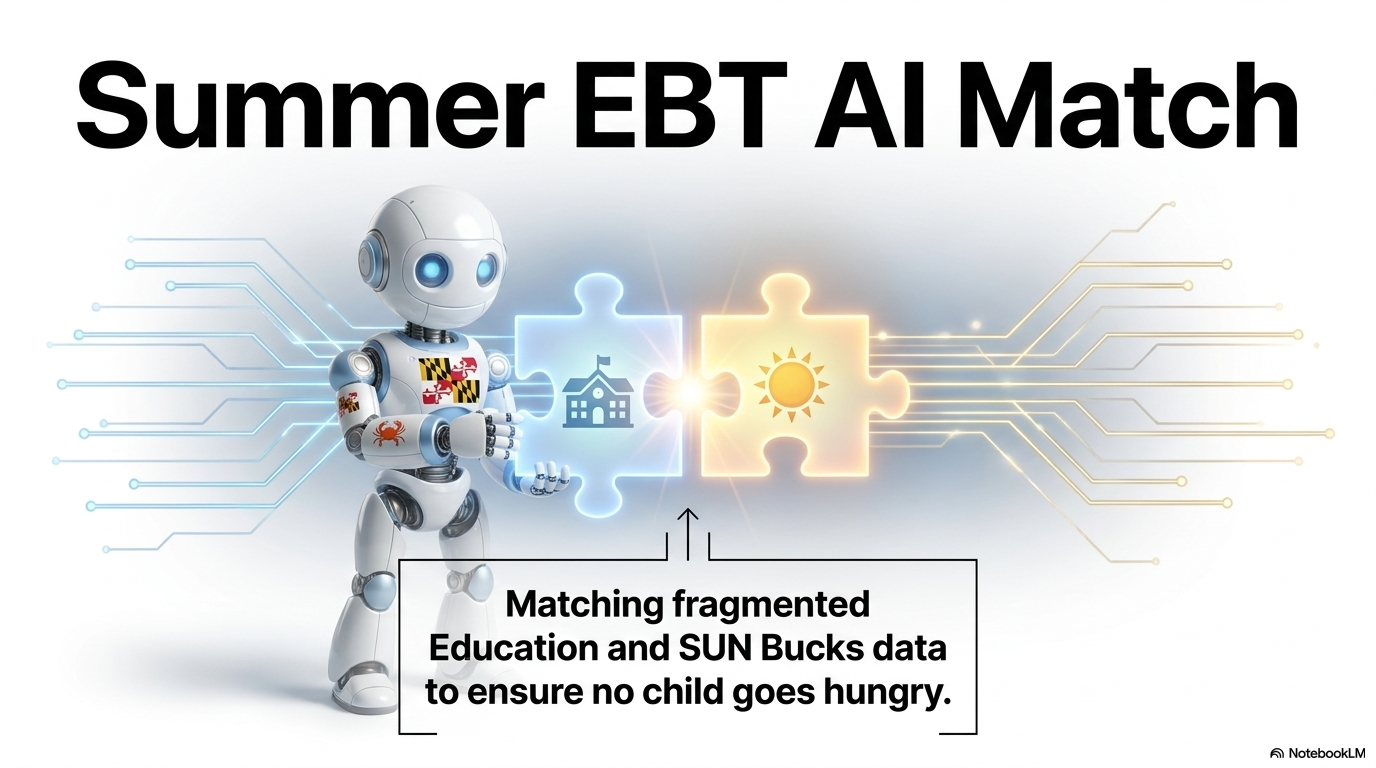 Summer EBT AI Match
Matching fragmented
Education and SUN Bucks data
to ensure no child goes hungry.
NotebookLM